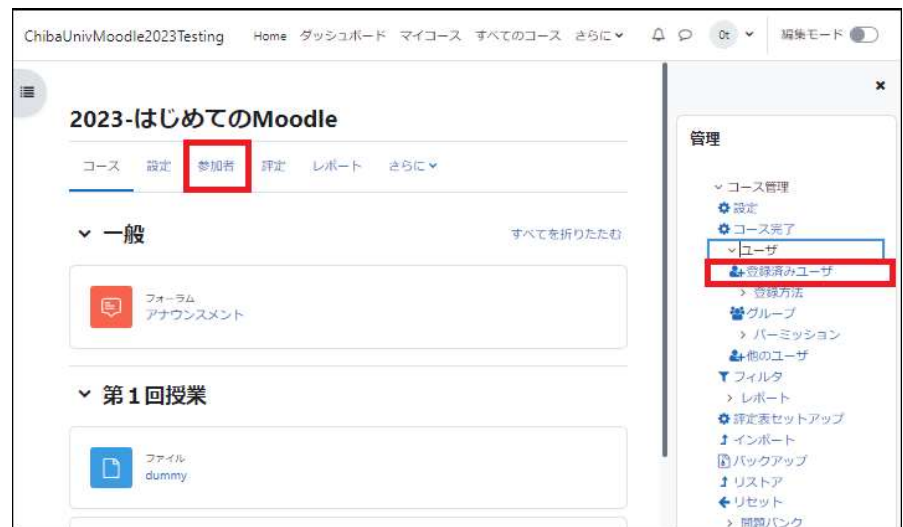 ChibaUnivMoodle2023Testing Home ダッシュボード マイコース すべてのコース さらに 0t 編集モード
2023-はじめてのMoodle
コース 設定 参加者 評定 レポート さらに
一般 すべてを折りたたむ
フォーラム
アナウンスメント
第1回授業
ファイル
dummy
管理
コース管理
設定
コース完了
ユーザ
登録済みユーザ
登録方法
グループ
パーミッション
他のユーザ
フィルタ
レポート
評定表セットアップ
インポート
バックアップ
リストア
リセット
問題バンク